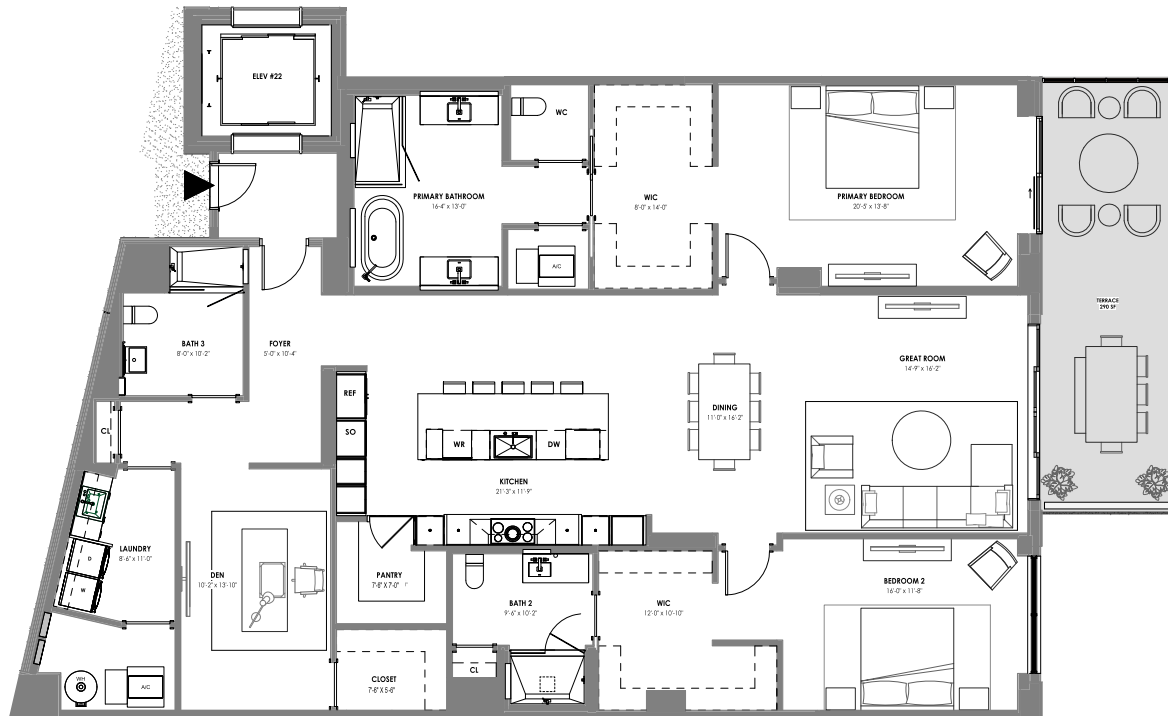 ELEV #22
WC
PRIMARY BATHROOM
16'-4" x 13'-0"
WIC
8'-0" x 14'-0"
PRIMARY BEDROOM
20'-5" x 13'-8"
A/C
TERRACE
290 SF
BATH 3
8'-0" x 10'-2"
FOYER
5'-0" x 10'-4"
GREAT ROOM
14'-9" x 16'-2"
REF
SO
CL
WR
DW
DINING
11'-0" x 16'-2"
KITCHEN
21'-3" x 11'-9"
LAUNDRY
8'-6" x 11'-0"
D
W
DEN
10'-2" x 13'-10"
PANTRY
7'-8" X 7'-0"
BATH 2
9'-6" x 10'-2"
WIC
12'-0" x 10'-10"
BEDROOM 2
16'-0" x 11'-8"
WH
A/C
CLOSET
7'-8" X 5'-8"
CL